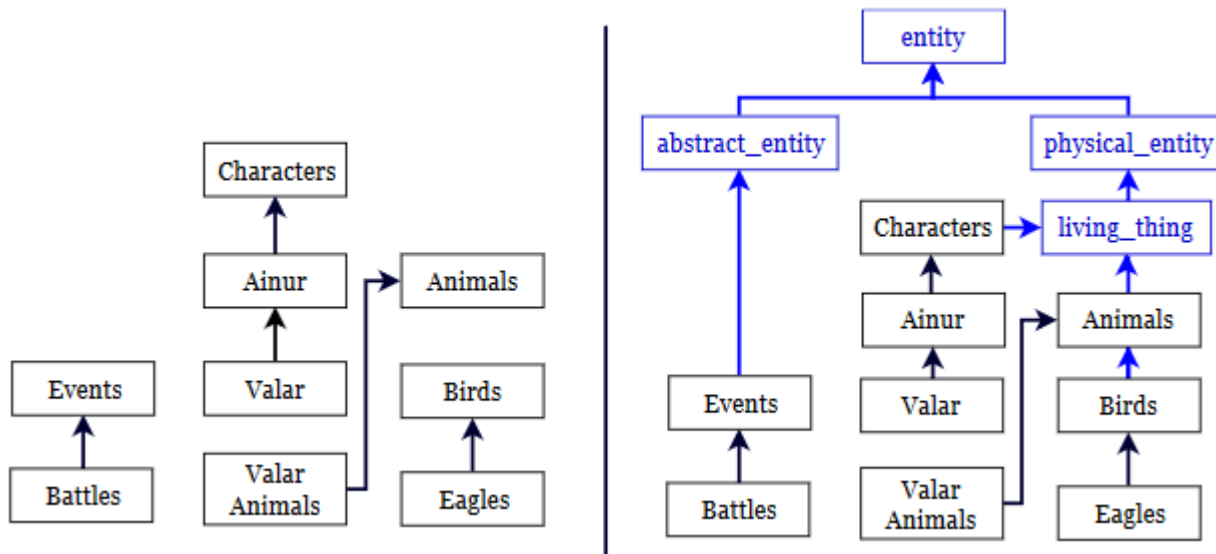 Characters
Ainur
Animals
Events
Valar
Birds
Battles
Valar
Animals
Eagles
entity
abstract_entity
physical_entity
Characters
living_thing
Ainur
Animals
Events
Valar
Birds
Battles
Valar
Animals
Eagles